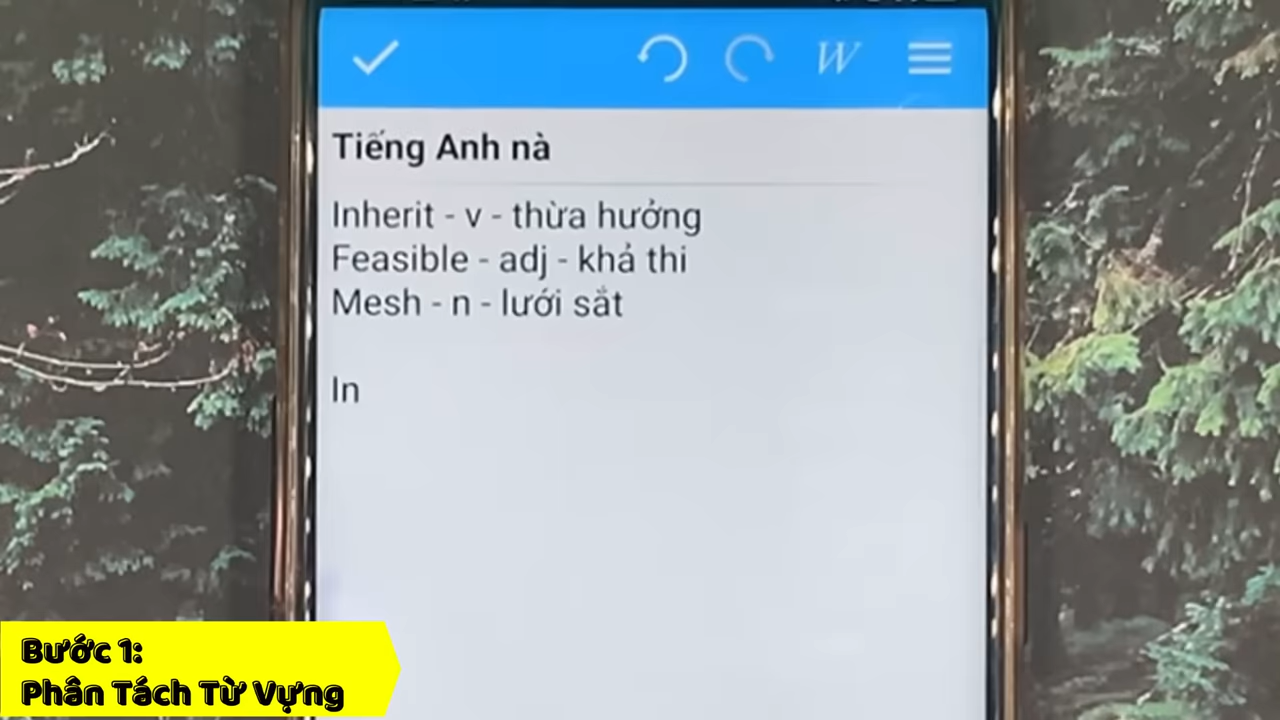 W
Tiếng Anh nà
Inherit - v - thừa hưởng
Feasible - adj - khả thi
Mesh - n - lưới sắt
In
Bước 1:
Phân Tách Từ Vựng